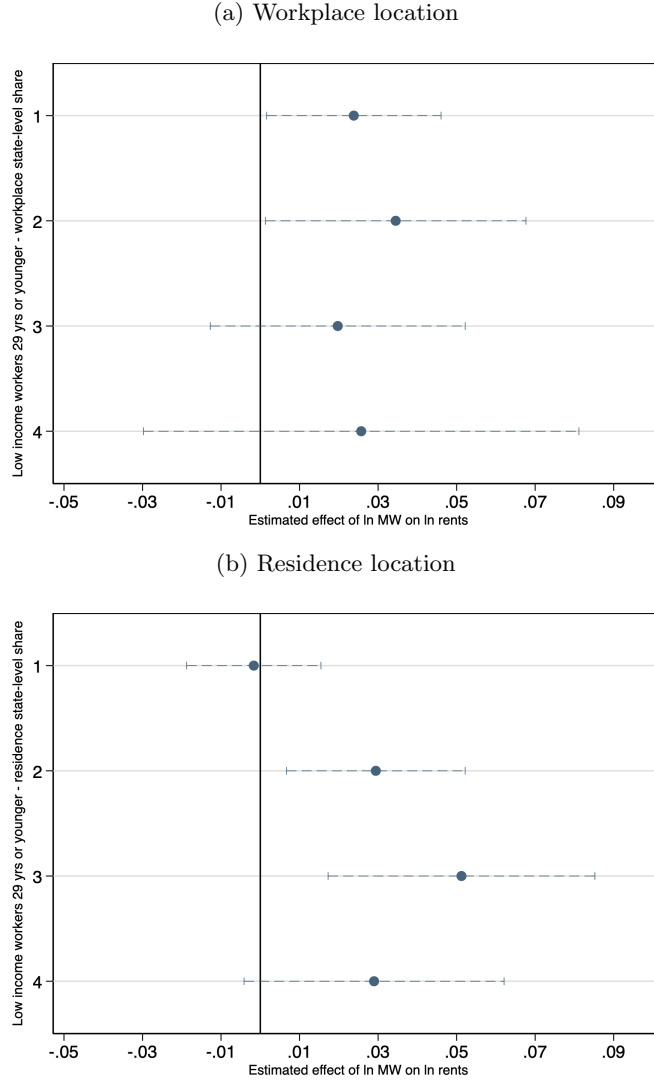 (a) Workplace location
Low income workers 29 yrs or younger - workplace state-level share
1
2
3
4
-.05 -.03 -.01 .01 .03 .05 .07 .09
Estimated effect of ln MW on ln rents
(b) Residence location
Low income workers 29 yrs or younger - residence state-level share
1
2
3
4
-.05 -.03 -.01 .01 .03 .05 .07 .09
Estimated effect of ln MW on ln rents